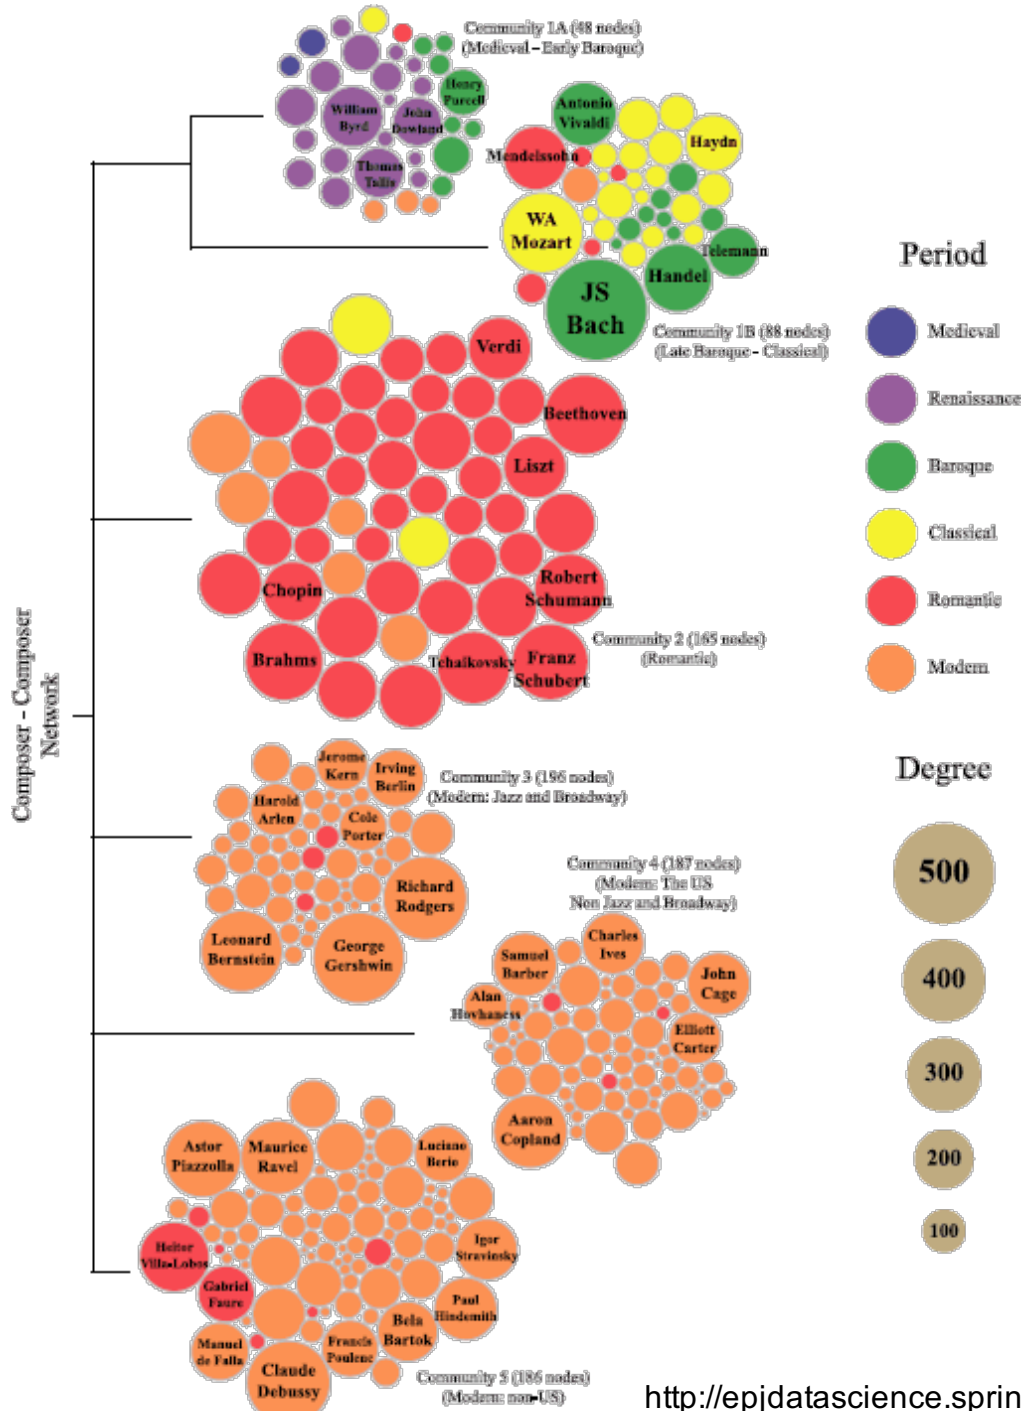 Community 1A (48 nodes)
(Medieval – Early Baroque)
Henry
Purcell
William
Byrd
John
Dowland
Thomas
Tallis
Antonio
Vivaldi
Haydn
Mendelssohn
WA
Mozart
Telemann
Handel
JS
Bach
Community 1B (88 nodes)
(Late Baroque – Classical)
Period
Medieval
Renaissance
Baroque
Classical
Romantic
Modern
Verdi
Beethoven
Liszt
Chopin
Robert
Schumann
Brahms
Tchaikovsky
Franz
Schubert
Community 2 (165 nodes)
(Romantic)
Composer - Composer
Network
Jerome
Kern
Irving
Berlin
Harold
Arlen
Cole
Porter
Richard
Rodgers
Leonard
Bernstein
George
Gershwin
Community 3 (196 nodes)
(Modern: Jazz and Broadway)
Degree
500
400
300
200
100
Community 4 (187 nodes)
(Modern: The US
Non Jazz and Broadway)
Charles
Ives
Samuel
Barber
John
Cage
Alan
Hovhaness
Elliott
Carter
Aaron
Copland
Astor
Piazzolla
Maurice
Ravel
Luciano
Berio
Heitor
Villa-Lobos
Igor
Stravinsky
Gabriel
Faure
Paul
Hindemith
Manuel
de Falla
Bela
Bartok
Francis
Poulenc
Claude
Debussy
Community 5 (186 nodes)
(Modern: non-US)
http://epjdatascience.sprin